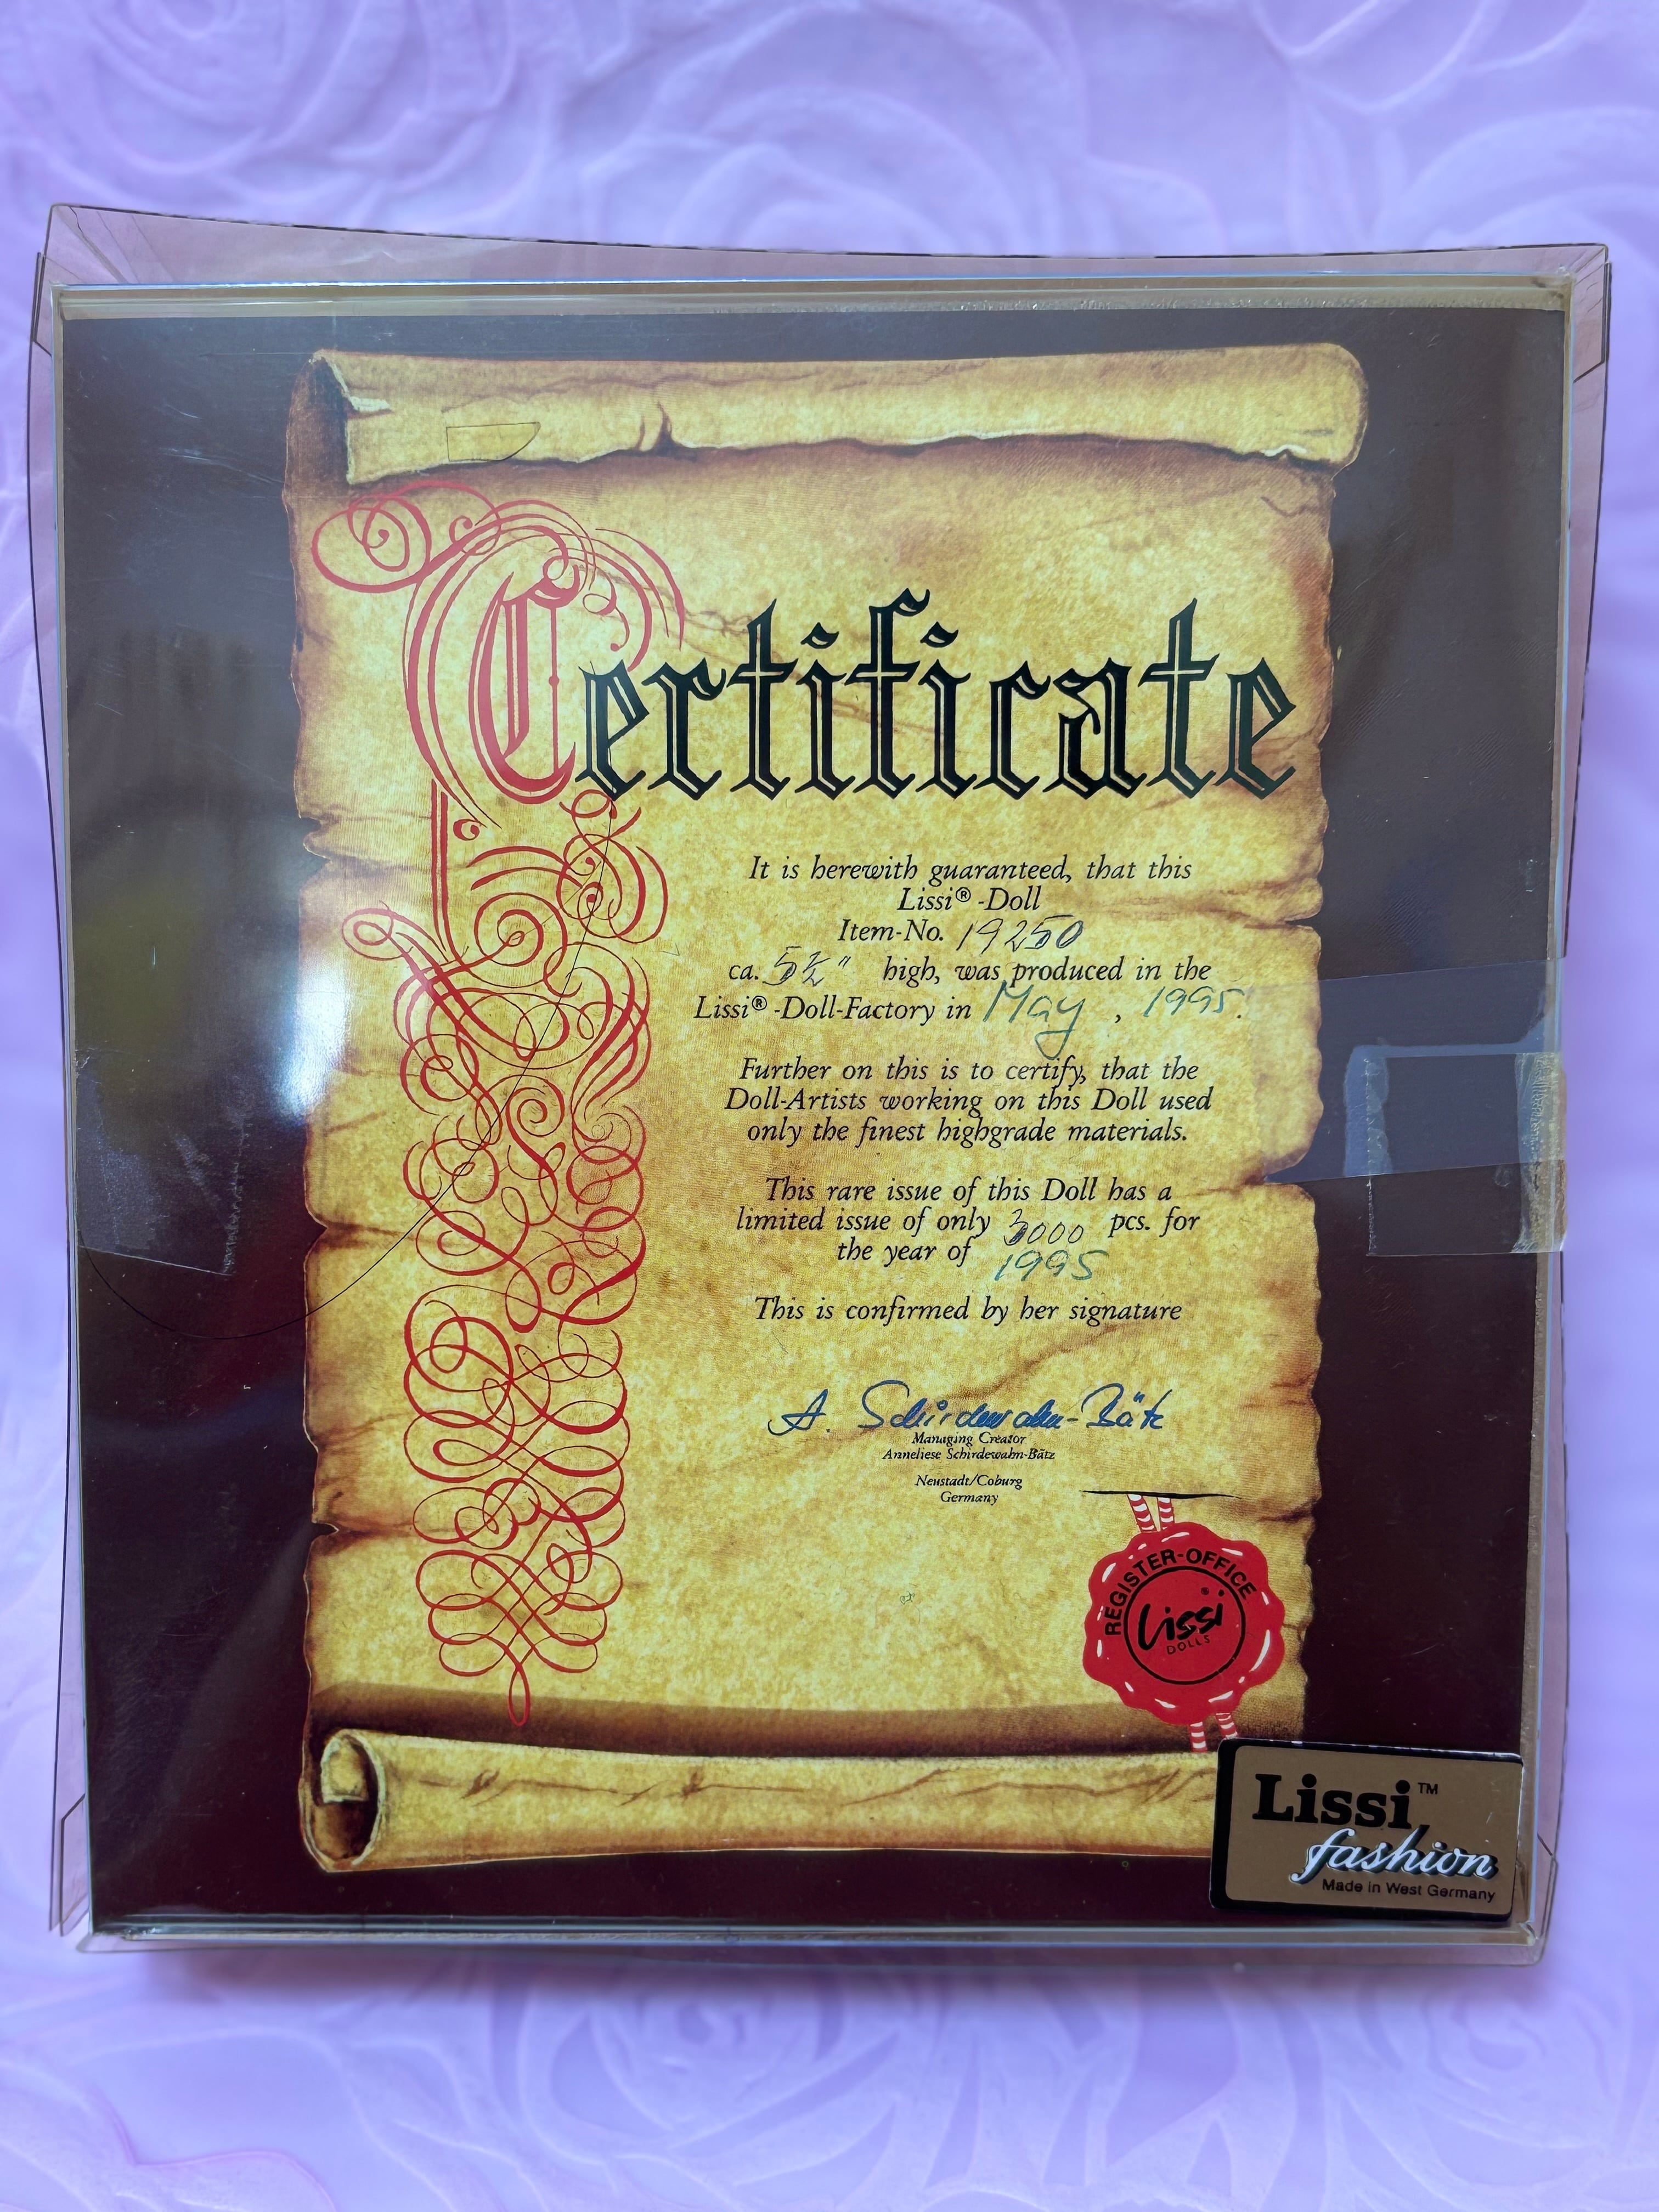 Certificate
It is herewith guaranteed, that this
Lissi® -Doll
Item-No. 19250
ca. 5½" high, was produced in the
Lissi® -Doll-Factory in May, 1995.
Further on this is to certify, that the
Doll-Artists working on this Doll used
only the finest highgrade materials.
This rare issue of this Doll has a
limited issue of only 3000 pcs. for
the year of 1995
This is confirmed by her signature
A. Schirdewahn-Bätz
Managing Creator
Anneliese Schirdewahn-Bätz
Neustadt/Coburg
Germany
REGISTER-OFFICE
Lissi
DOLLS
Lissi™
fashion
Made in West Germany